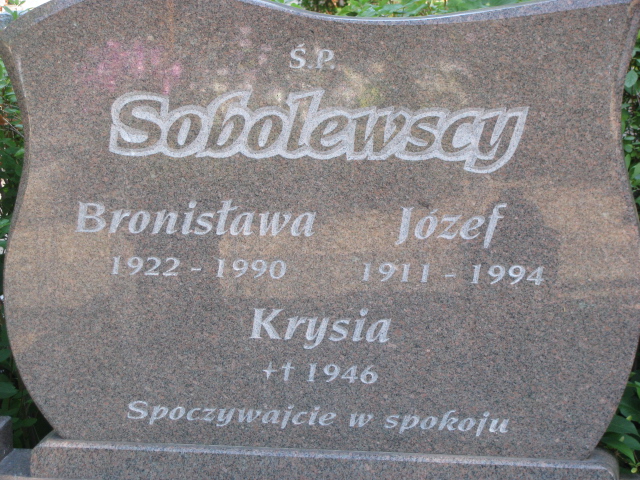 Ś.P.
Sobolewscy
Bronisława Józef
1922 - 1990 1911 - 1994
Krysia
†† 1946
Spoczywajcie w spokoju